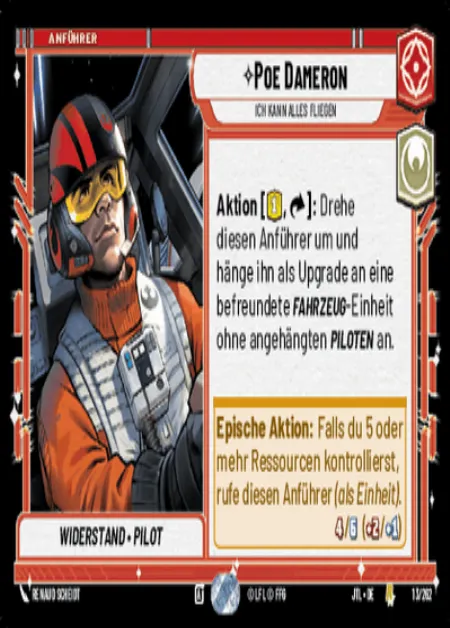 ANFÜHRER
POE DAMERON
ICH KANN ALLES FLIEGEN
Aktion [1, ]: Drehe
diesen Anführer um und
hänge ihn als Upgrade an eine
befreundete FAHRZEUG-Einheit
ohne angehängten PILOTEN an.
Epische Aktion: Falls du 5 oder
mehr Ressourcen kontrollierst,
rufe diesen Anführer (als Einheit).
4/6 (+2/+1)
WIDERSTAND • PILOT
RENAUD SCHEIDT
© LFL © FFG
JTL • DE
13/262